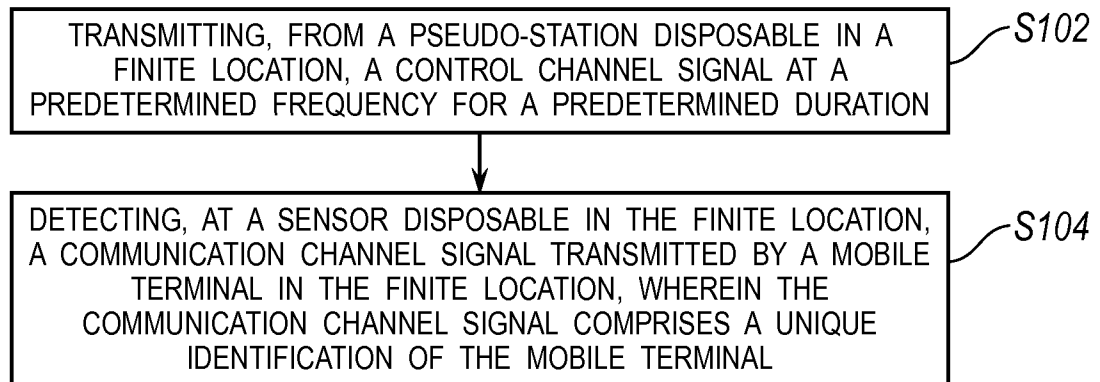 TRANSMITTING, FROM A PSEUDO-STATION DISPOSABLE IN A
FINITE LOCATION, A CONTROL CHANNEL SIGNAL AT A
PREDETERMINED FREQUENCY FOR A PREDETERMINED DURATION
S102
DETECTING, AT A SENSOR DISPOSABLE IN THE FINITE LOCATION,
A COMMUNICATION CHANNEL SIGNAL TRANSMITTED BY A MOBILE
TERMINAL IN THE FINITE LOCATION, WHEREIN THE
COMMUNICATION CHANNEL SIGNAL COMPRISES A UNIQUE
IDENTIFICATION OF THE MOBILE TERMINAL
S104